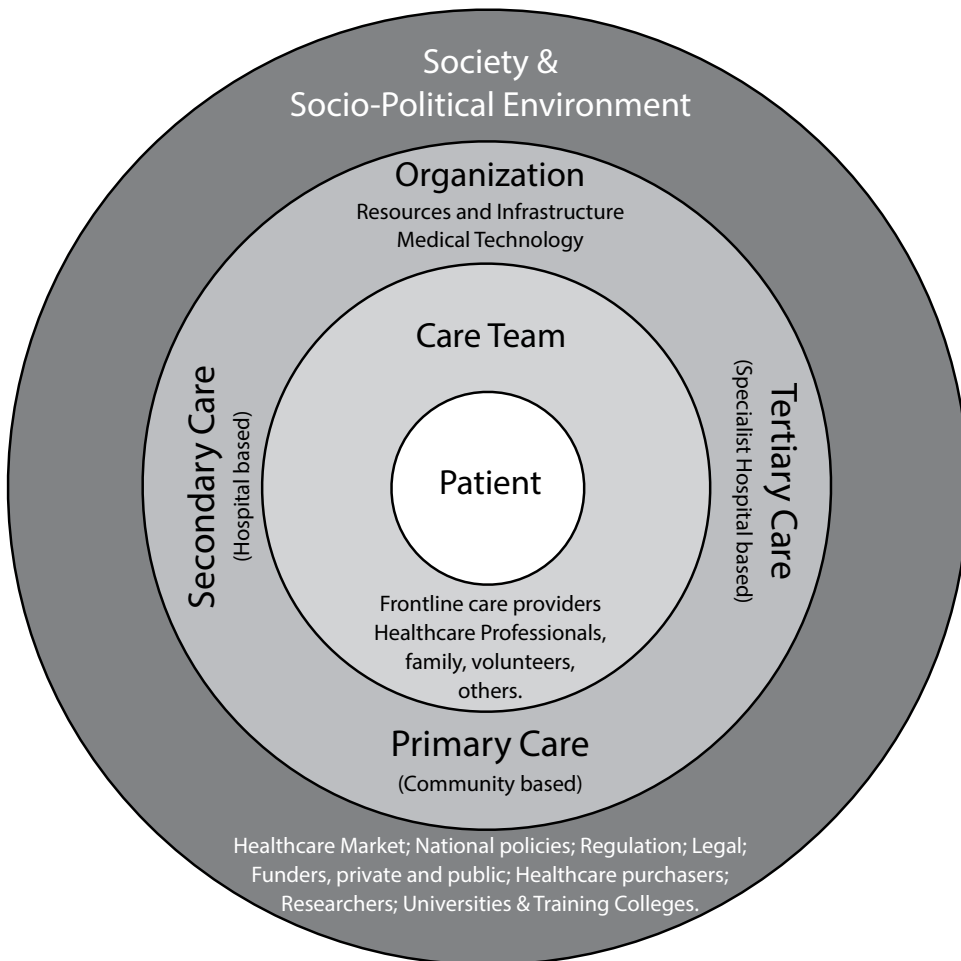 Society &
Socio-Political Environment
Organization
Resources and Infrastructure
Medical Technology
Care Team
Patient
Secondary Care
(Hospital based)
Tertiary Care
(Specialist Hospital based)
Frontline care providers
Healthcare Professionals,
family, volunteers,
others.
Primary Care
(Community based)
Healthcare Market; National policies; Regulation; Legal;
Funders, private and public; Healthcare purchasers;
Researchers; Universities & Training Colleges.